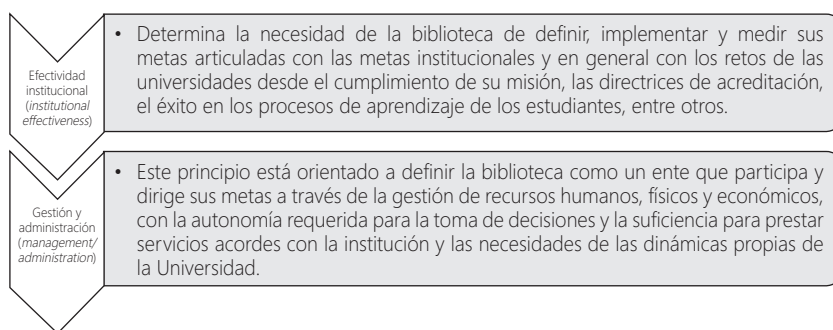 Efectividad
institucional
(institutional
effectiveness)
• Determina la necesidad de la biblioteca de definir, implementar y medir sus
metas articuladas con las metas institucionales y en general con los retos de las
universidades desde el cumplimiento de su misión, las directrices de acreditación,
el éxito en los procesos de aprendizaje de los estudiantes, entre otros.
Gestión y
administración
(management/
administration)
• Este principio está orientado a definir la biblioteca como un ente que participa y
dirige sus metas a través de la gestión de recursos humanos, físicos y económicos,
con la autonomía requerida para la toma de decisiones y la suficiencia para prestar
servicios acordes con la institución y las necesidades de las dinámicas propias de
la Universidad.